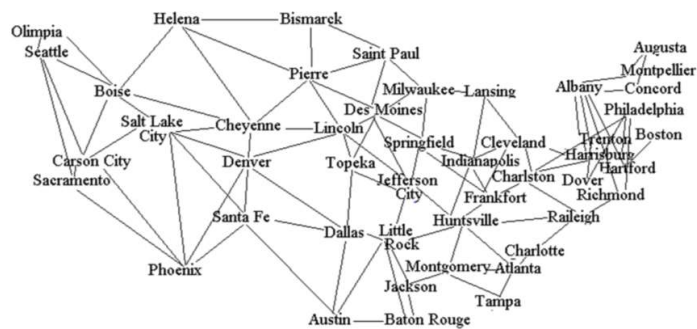 Helena
Bismarck
Olimpia
Seattle
Saint Paul
Augusta
Montpellier
Pierre
Boise
Milwaukee
Lansing
Albany
Concord
Des Moines
Philadelphia
Salt Lake
City
Cheyenne
Lincoln
Springfield
Cleveland
Trenton
Boston
Carson City
Denver
Topeka
Indianapolis
Harrisburg
Hartford
Sacramento
Jefferson
City
Charlston
Dover
Frankfort
Richmond
Santa Fe
Dallas
Little
Rock
Huntsville
Raileigh
Charlotte
Phoenix
Montgomery
Atlanta
Jackson
Tampa
Austin
Baton Rouge